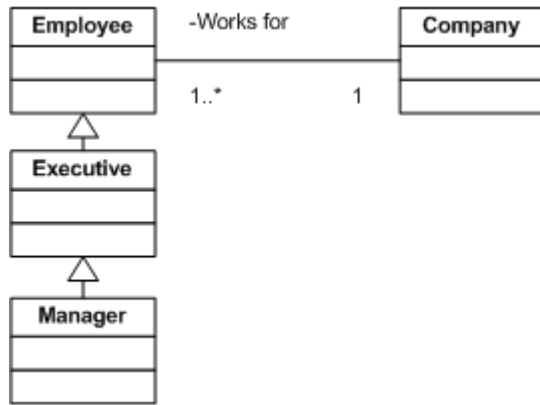 Employee
-Works for
Company
1..*
1
Executive
Manager